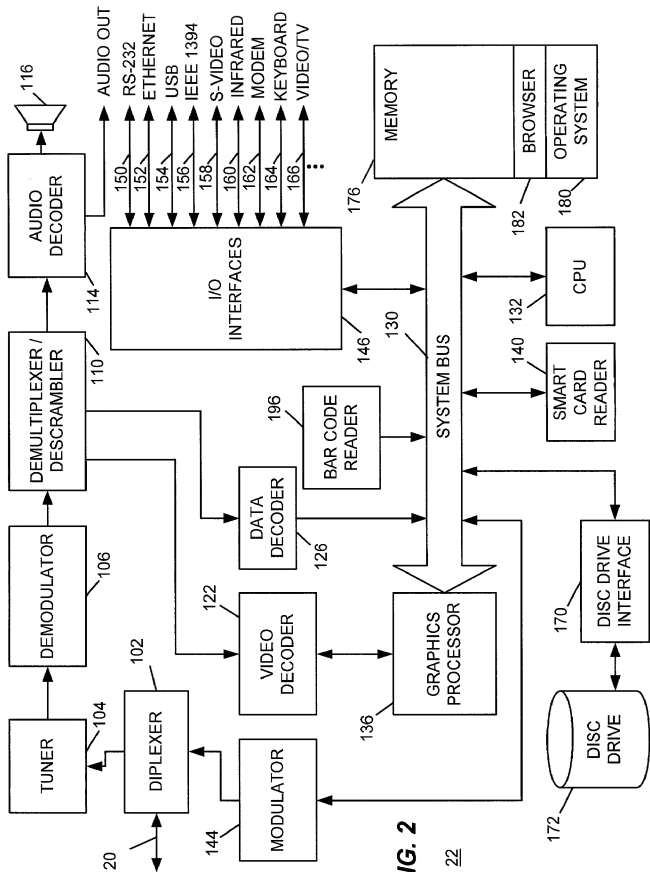 116
AUDIO OUT
RS-232
ETHERNET
USB
IEEE 1394
S-VIDEO
INFRARED
MODEM
KEYBOARD
VIDEO/TV
AUDIO
DECODER
114
150
152
154
156
158
160
162
164
166
I/O
INTERFACES
146
MEMORY
176
BROWSER
182
OPERATING
SYSTEM
180
DEMULTIPLEXER /
DESCRAMBLER
110
130
SYSTEM BUS
CPU
132
SMART
CARD
READER
140
BAR CODE
READER
196
DATA
DECODER
126
DEMODULATOR
106
VIDEO
DECODER
122
GRAPHICS
PROCESSOR
136
DISC DRIVE
INTERFACE
170
TUNER
104
DIPLEXER
102
MODULATOR
144
DISC
DRIVE
172
20
IG. 2
22